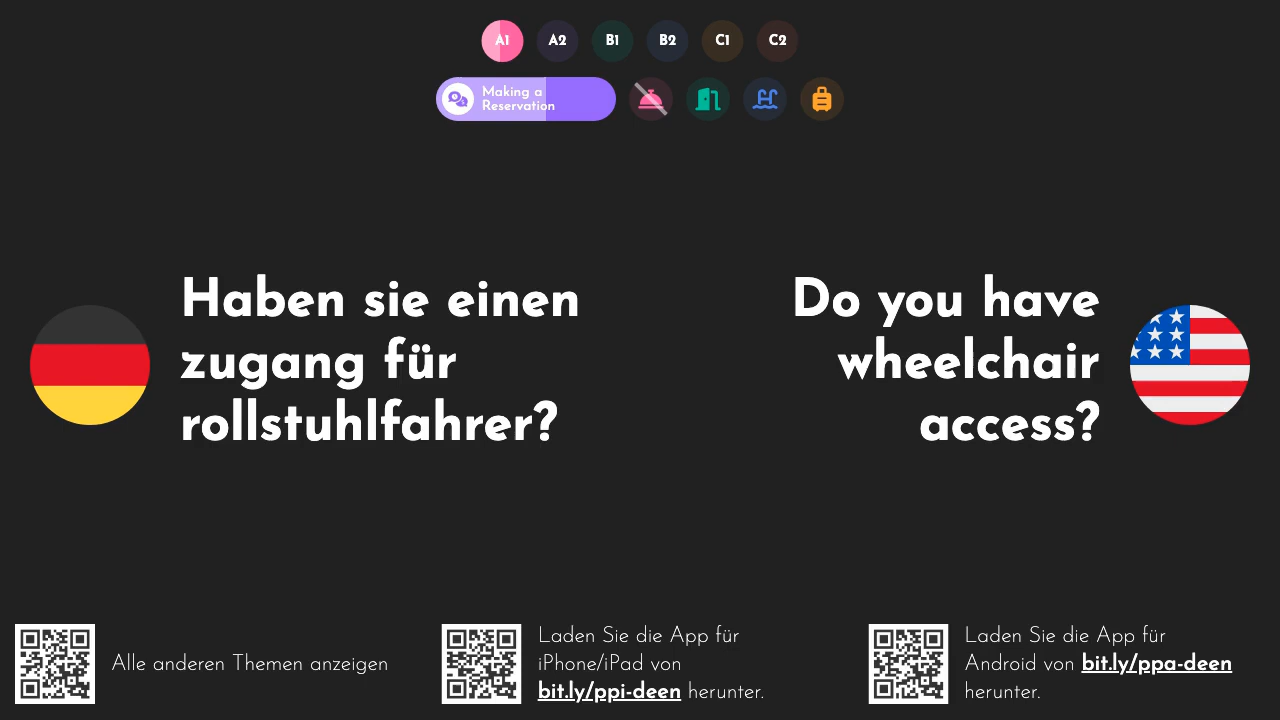 A1 A2 B1 B2 C1 C2
Making a
Reservation
Haben sie einen
zugang für
rollstuhlfahrer?
Do you have
wheelchair
access?
Alle anderen Themen anzeigen
Laden Sie die App für
iPhone/iPad von
bit.ly/ppi-deen herunter.
Laden Sie die App für
Android von bit.ly/ppa-deen
herunter.